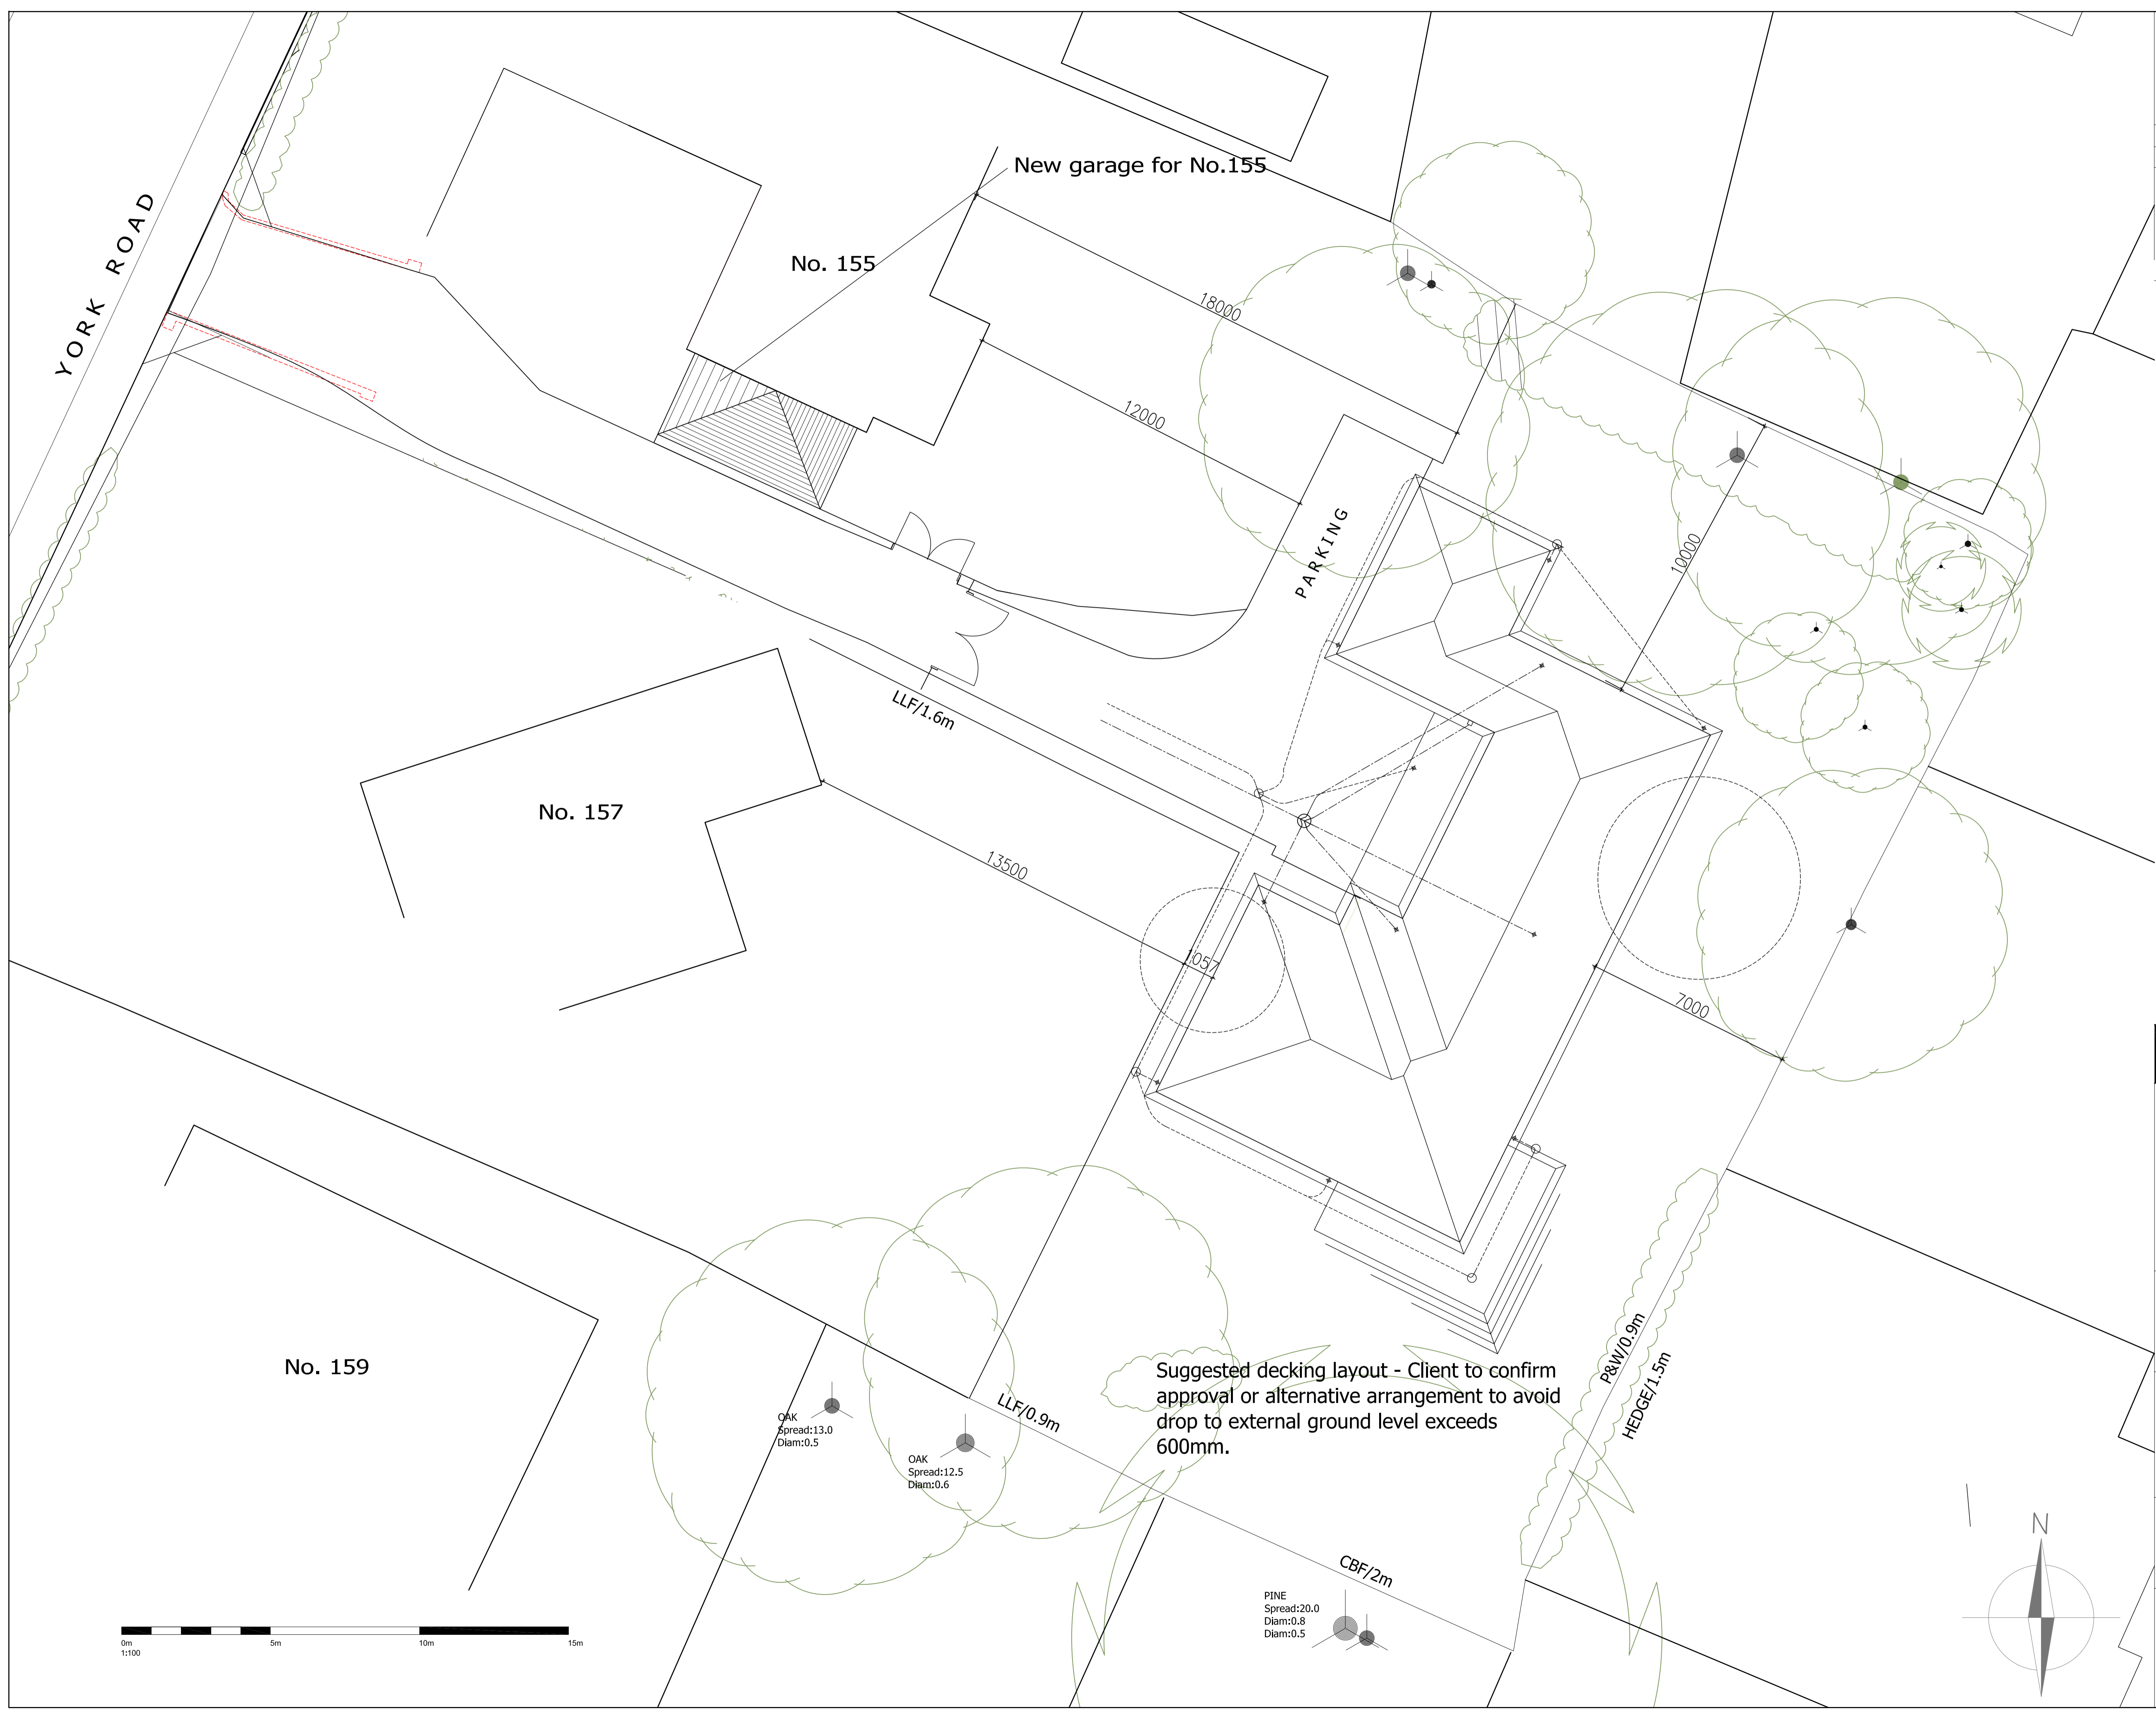 New garage for No.155
YORK ROAD
No. 155
18000
12000
PARKING
10000
LLF/1.6m
No. 157
13500
1057
7000
P&W/0.9m
HEDGE/1.5m
Suggested decking layout - Client to confirm
approval or alternative arrangement to avoid
drop to external ground level exceeds
600mm.
No. 159
LLF/0.9m
OAK
Spread:13.0
Diam:0.5
OAK
Spread:12.5
Diam:0.6
CBF/2m
PINE
Spread:20.0
Diam:0.8
Diam:0.5
N
0m 5m 10m 15m
1:100